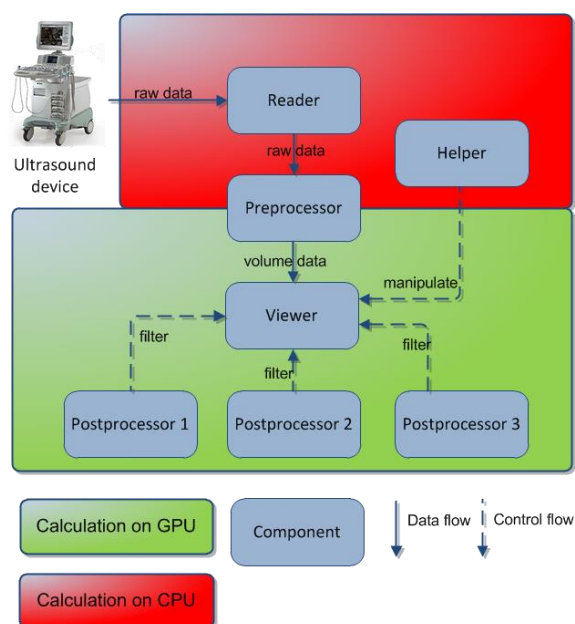 raw data
Reader
Ultrasound
device
raw data
Helper
Preprocessor
volume data
manipulate
Viewer
filter
filter
filter
Postprocessor 1
Postprocessor 2
Postprocessor 3
Calculation on GPU
Component
Data flow
Control flow
Calculation on CPU